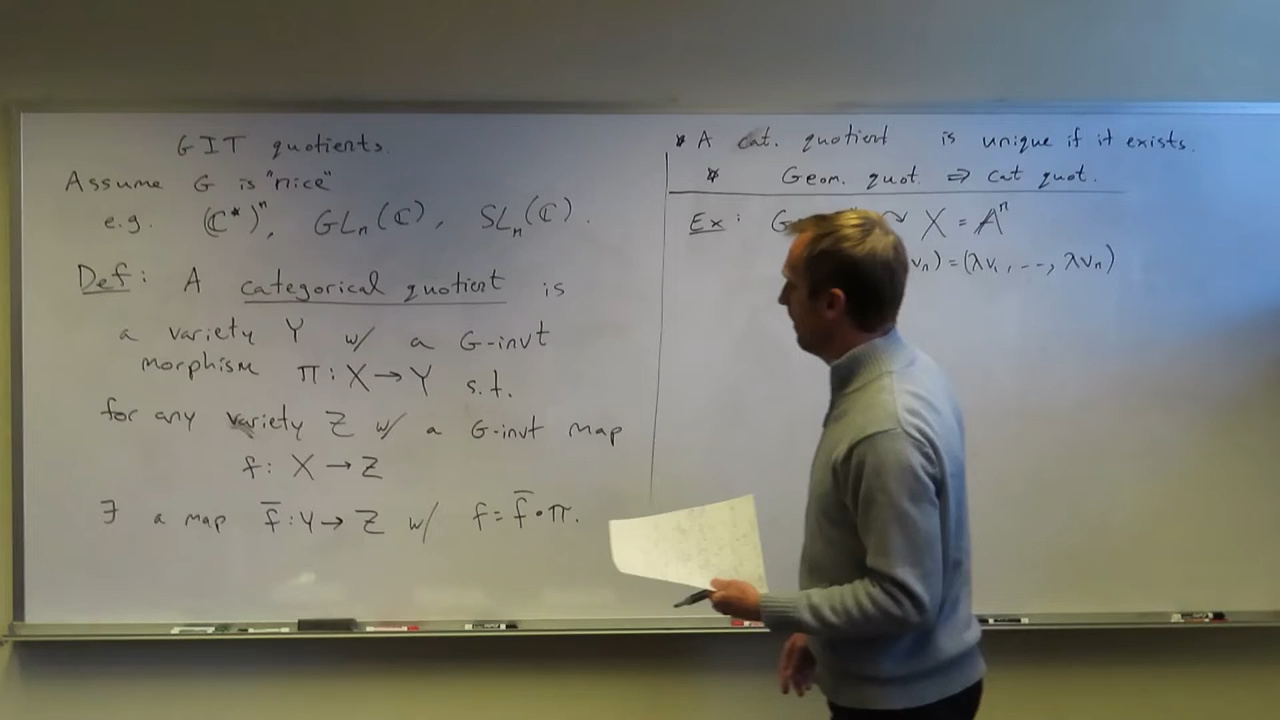 GIT quotients.
Assume G is "nice"
e.g. (ℂ*)ⁿ, GLₙ(ℂ), SLₙ(ℂ).
Def: A categorical quotient is
a variety Y w/ a G-invt
morphism π: X → Y s.t.
for any variety Z w/ a G-invt map
f: X → Z
∃ a map f̄: Y → Z w/ f = f̄∘π.
* A cat. quotient is unique if it exists.
* Geom. quot. ⇒ cat quot.
Ex: G ↷ X = 𝔸ⁿ
vₙ) = (λv₁, ..., λvₙ)